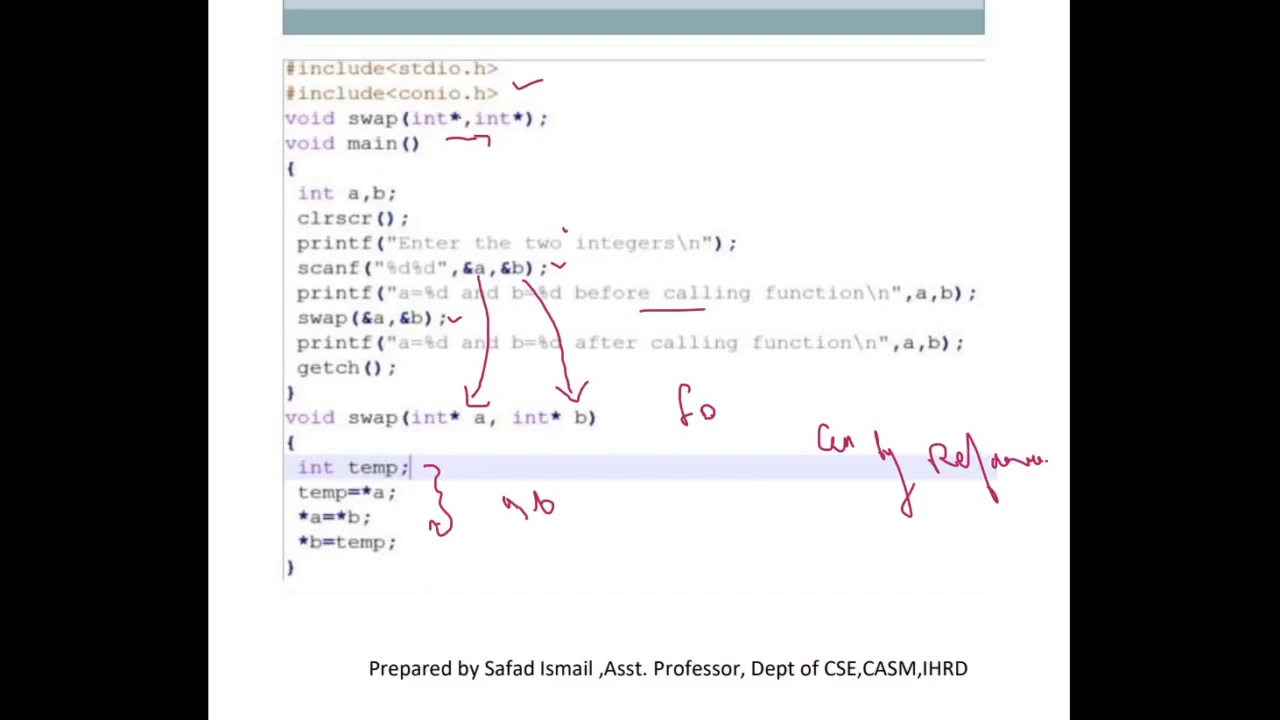 #include<stdio.h>
#include<conio.h>
void swap(int*,int*);
void main()
{
int a,b;
clrscr();
printf("Enter the two integers\n");
scanf("%d%d",&a,&b);
printf("a=%d and b=%d before calling function\n",a,b);
swap(&a,&b);
printf("a=%d and b=%d after calling function\n",a,b);
getch();
}
void swap(int* a, int* b)
{
int temp;
temp=*a;
*a=*b;
*b=temp;
}
a,b
by
Prepared by Safad Ismail ,Asst. Professor, Dept of CSE,CASM,IHRD